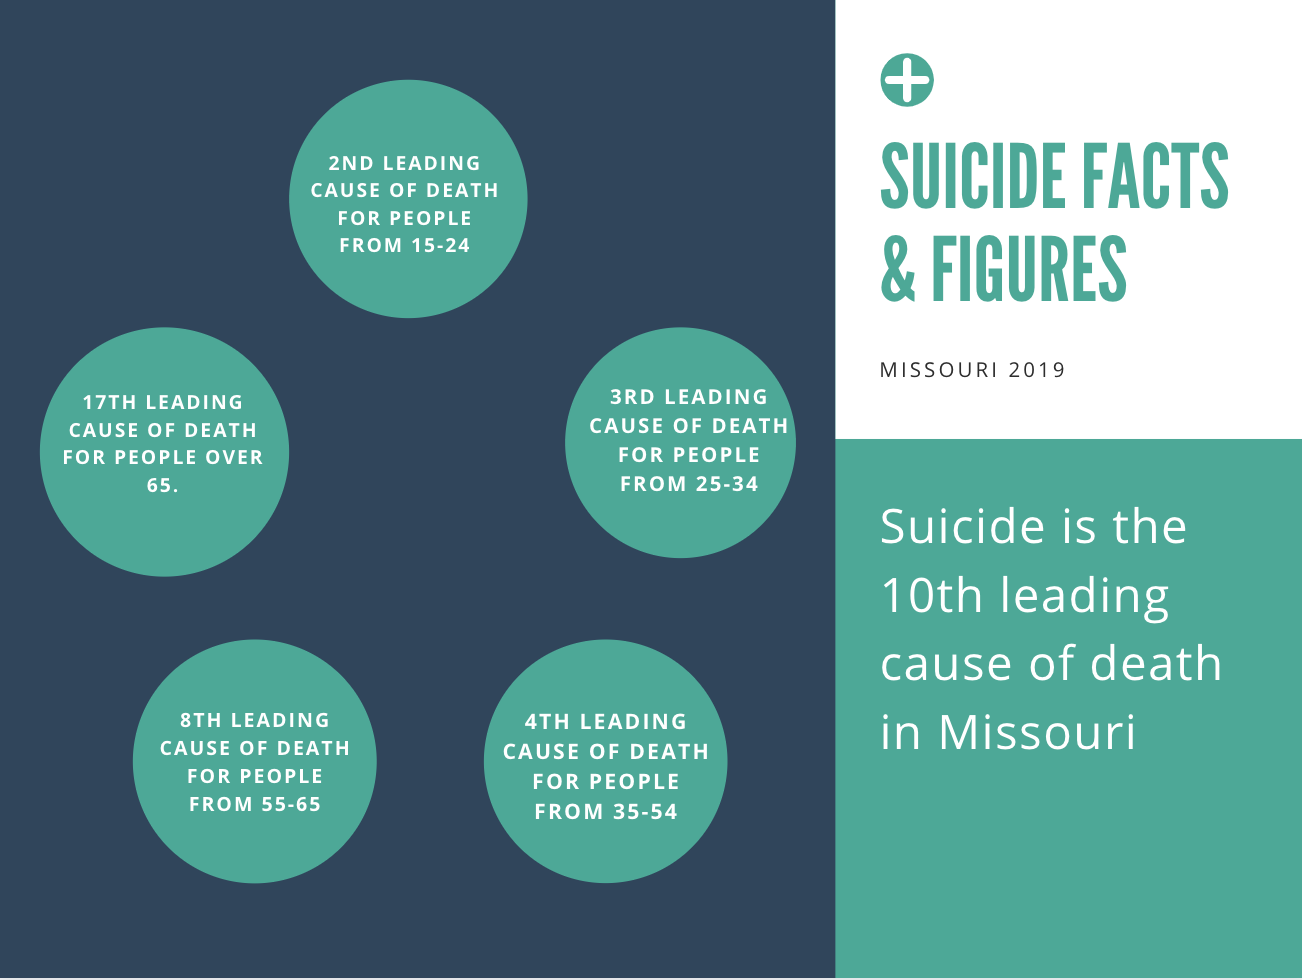 2ND LEADING
CAUSE OF DEATH
FOR PEOPLE
FROM 15-24
17TH LEADING
CAUSE OF DEATH
FOR PEOPLE OVER
65.
3RD LEADING
CAUSE OF DEATH
FOR PEOPLE
FROM 25-34
8TH LEADING
CAUSE OF DEATH
FOR PEOPLE
FROM 55-65
4TH LEADING
CAUSE OF DEATH
FOR PEOPLE
FROM 35-54
SUICIDE FACTS
& FIGURES
MISSOURI 2019
Suicide is the
10th leading
cause of death
in Missouri